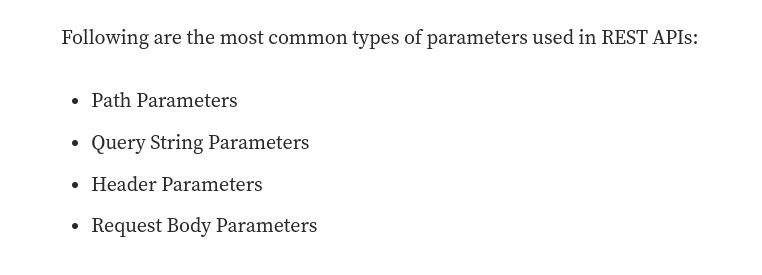 Following are the most common types of parameters used in REST APIs:
• Path Parameters
• Query String Parameters
• Header Parameters
• Request Body Parameters